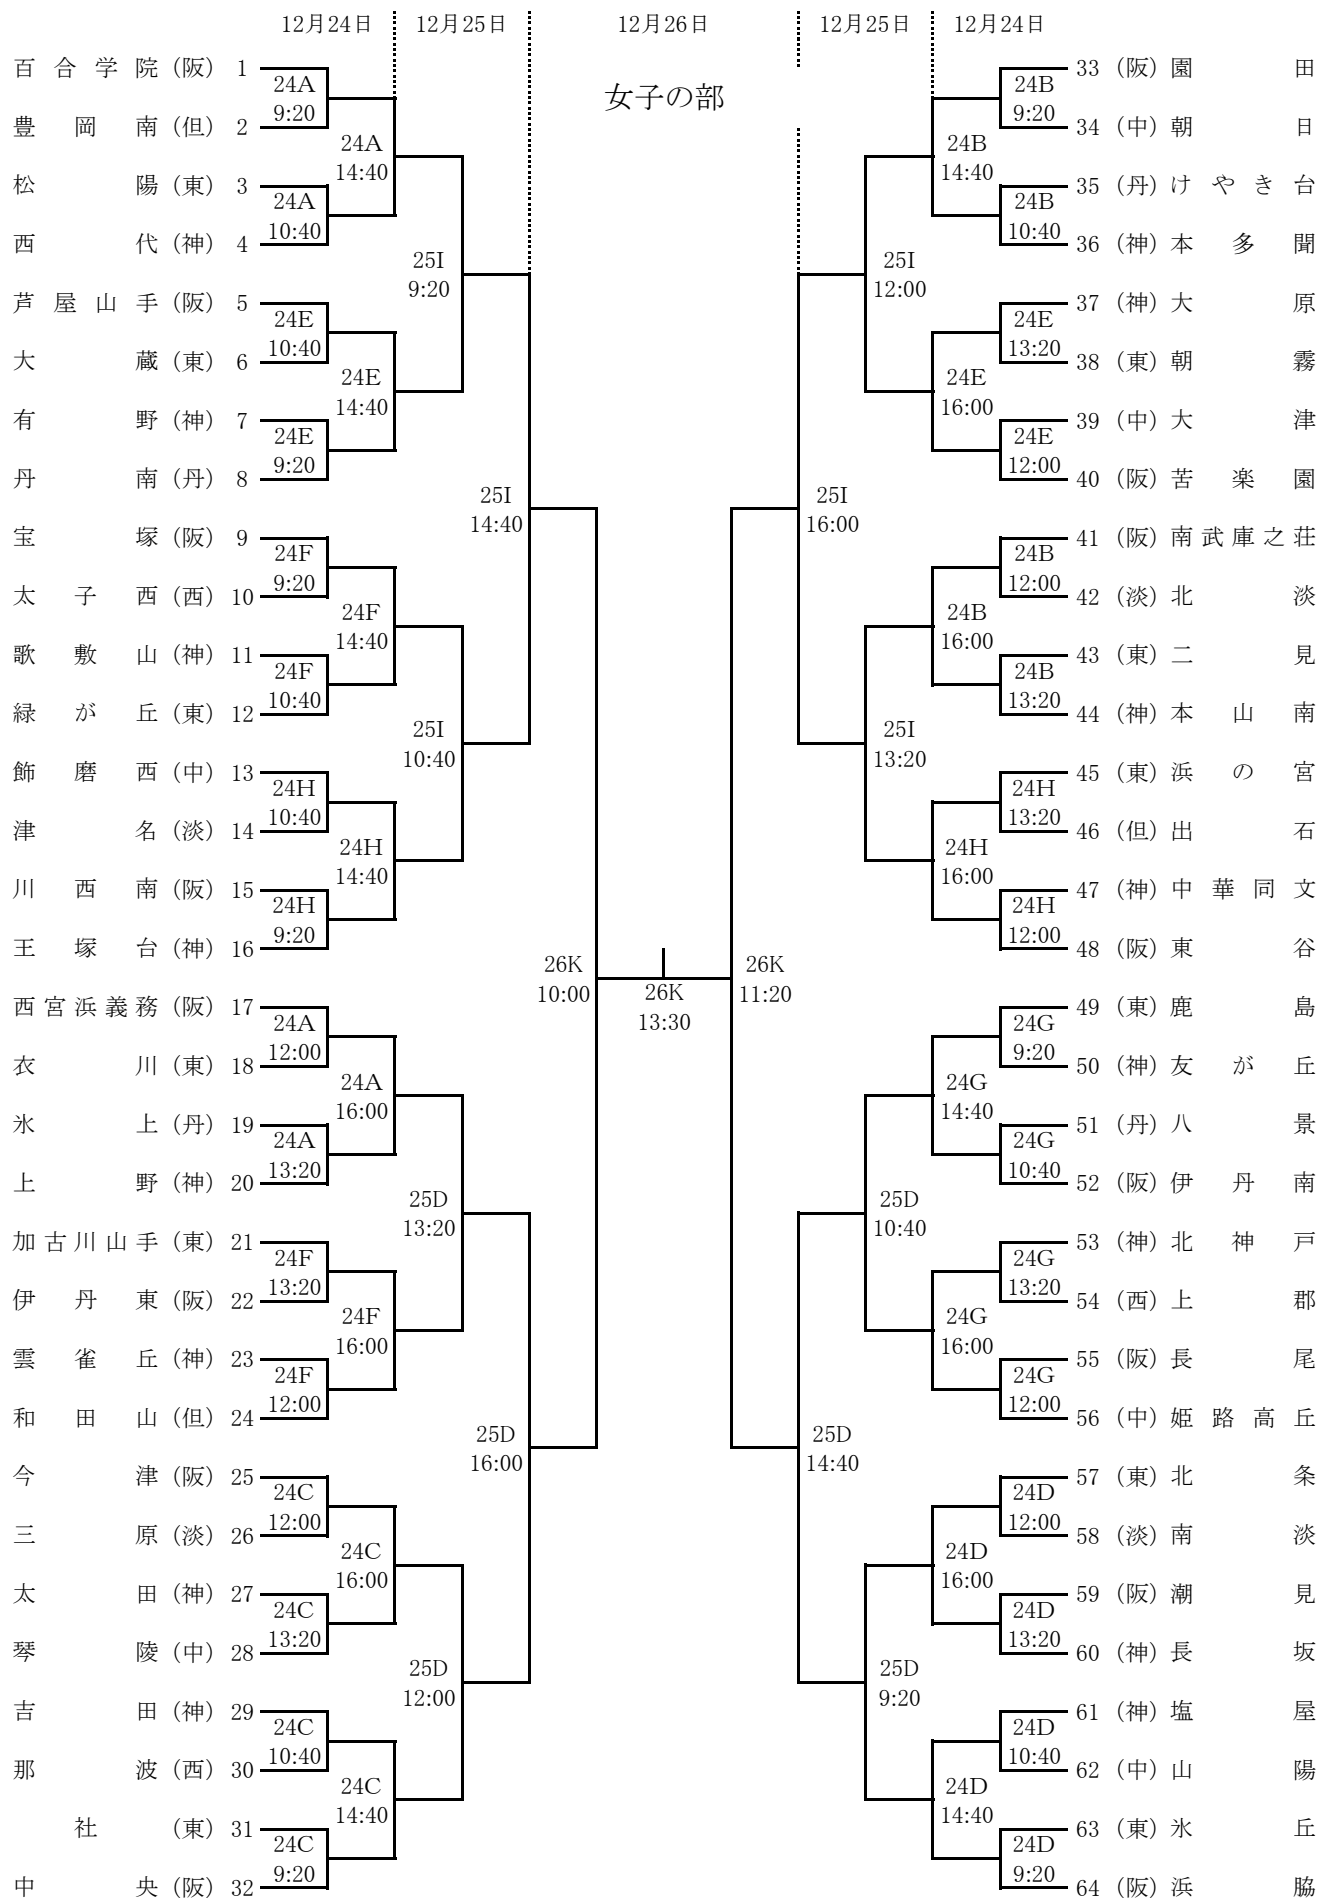 12月24日 12月25日 12月26日 12月25日 12月24日
女子の部
百合学院 (阪) 1
24A
9:20
豊岡南 (但) 2
24A
14:40
松陽 (東) 3
24A
10:40
西代 (神) 4
25I
9:20
芦屋山手 (阪) 5
24E
10:40
大蔵 (東) 6
24E
14:40
有野 (神) 7
24E
9:20
丹南 (丹) 8
25I
14:40
宝塚 (阪) 9
24F
9:20
太子西 (西) 10
24F
14:40
歌敷山 (神) 11
24F
10:40
緑が丘 (東) 12
25I
10:40
飾磨西 (中) 13
24H
10:40
津名 (淡) 14
24H
14:40
川西南 (阪) 15
24H
9:20
王塚台 (神) 16
26K
10:00
西宮浜義務 (阪) 17
24A
12:00
衣川 (東) 18
24A
16:00
氷上 (丹) 19
24A
13:20
上野 (神) 20
25D
13:20
加古川山手 (東) 21
24F
13:20
伊丹東 (阪) 22
24F
16:00
雲雀丘 (神) 23
24F
12:00
和田山 (但) 24
25D
16:00
今津 (阪) 25
24C
12:00
三原 (淡) 26
24C
16:00
太田 (神) 27
24C
13:20
琴陵 (中) 28
25D
12:00
吉田 (神) 29
24C
10:40
那波 (西) 30
24C
14:40
社 (東) 31
24C
9:20
中央 (阪) 32
26K
13:30
33 (阪) 園田
24B
9:20
34 (中) 朝日
24B
14:40
35 (丹) けやき台
24B
10:40
36 (神) 本多聞
25I
12:00
37 (神) 大原
24E
13:20
38 (東) 朝霧
24E
16:00
39 (中) 大津
24E
12:00
40 (阪) 苦楽園
25I
16:00
41 (阪) 南武庫之荘
24B
12:00
42 (淡) 北淡
24B
16:00
43 (東) 二見
24B
13:20
44 (神) 本山南
25I
13:20
45 (東) 浜の宮
24H
13:20
46 (但) 出石
24H
16:00
47 (神) 中華同文
24H
12:00
48 (阪) 東谷
26K
11:20
49 (東) 鹿島
24G
9:20
50 (神) 友が丘
24G
14:40
51 (丹) 八景
24G
10:40
52 (阪) 伊丹南
25D
10:40
53 (神) 北神戸
24G
13:20
54 (西) 上郡
24G
16:00
55 (阪) 長尾
24G
12:00
56 (中) 姫路高丘
25D
14:40
57 (東) 北条
24D
12:00
58 (淡) 南淡
24D
16:00
59 (阪) 潮見
24D
13:20
60 (神) 長坂
25D
9:20
61 (神) 塩屋
24D
10:40
62 (中) 山陽
24D
14:40
63 (東) 氷丘
24D
9:20
64 (阪) 浜脇